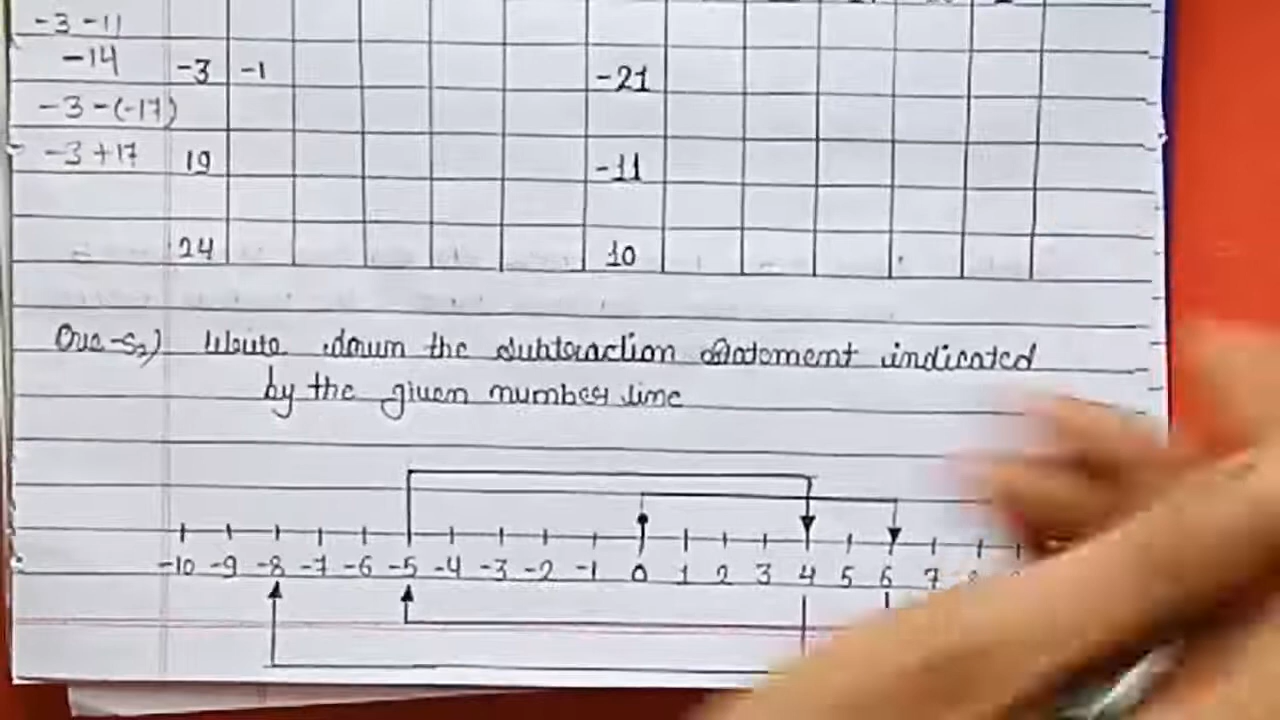 -3 -11
-14 -3 -1 -21
-3 -(-17)
-3 +17 19 -11
24 10
Que-52) Write down the subtraction statement indicated
by the given number line
-10 -9 -8 -7 -6 -5 -4 -3 -2 -1 0 1 2 3 4 5 6 7